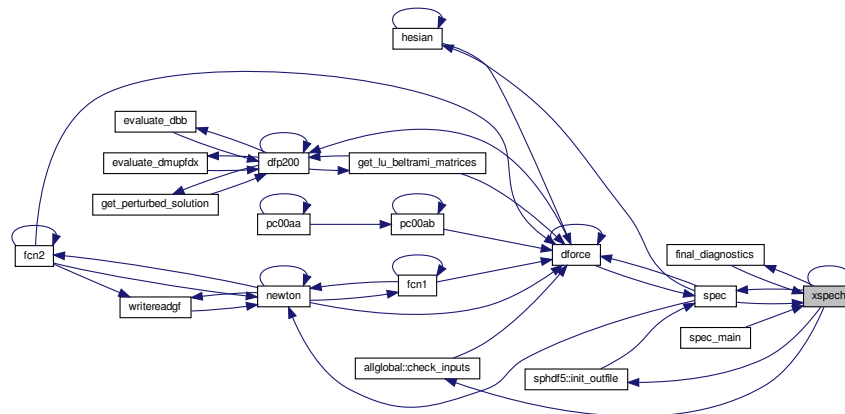 hesian
evaluate_dbb
evaluate_dmupfdx
dfp200
get_lu_beltrami_matrices
get_perturbed_solution
pc00aa
pc00ab
fcn2
dforce
final_diagnostics
fcn1
newton
writereadgf
spec
xspech
spec_main
allglobal::check_inputs
sphdf5::init_outfile